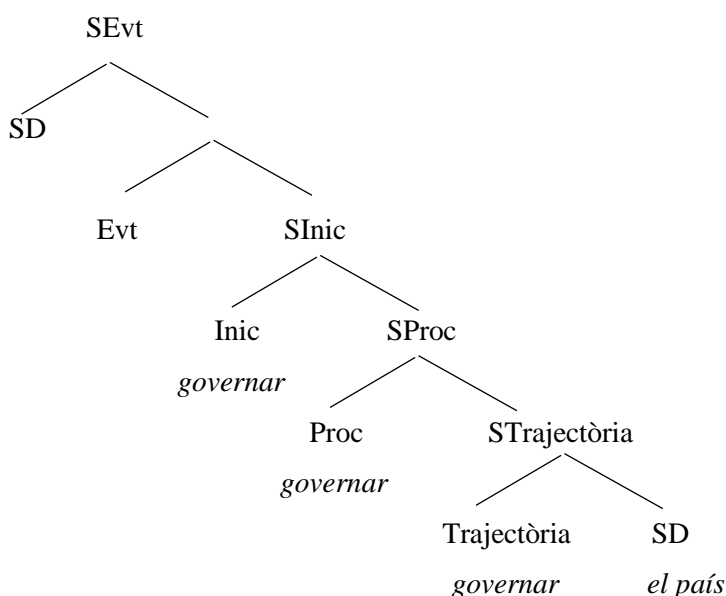 SEvt
SD
Evt SInic
Inic SProc
governar
Proc STrajectòria
governar
Trajectòria SD
governar el país